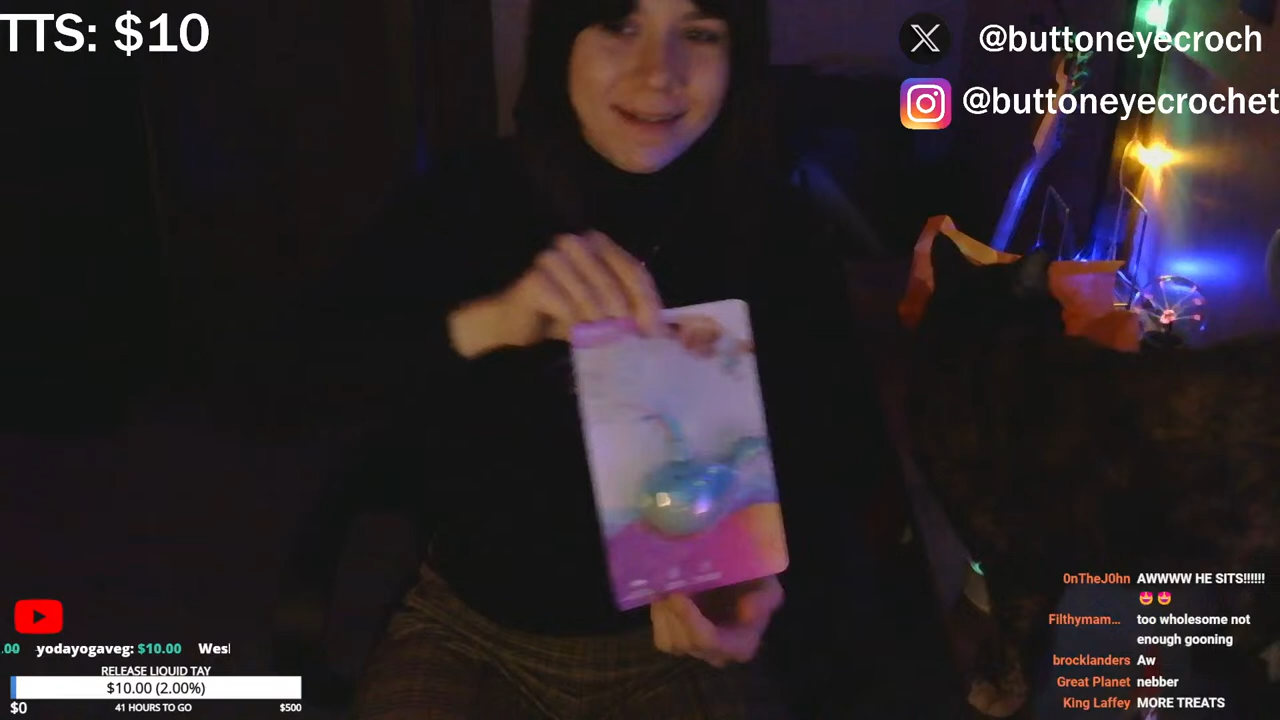 TTS: $10
@buttoneyecroch
@buttoneyecrochet
0nTheJ0hn AWWWW HE SITS!!!!!!
Filthymam... too wholesome not
enough gooning
brocklanders Aw
Great Planet nebber
King Laffey MORE TREATS
.00 yodayogaveg: $10.00 Wes
RELEASE LIQUID TAY
$10.00 (2.00%)
$0 41 HOURS TO GO $500